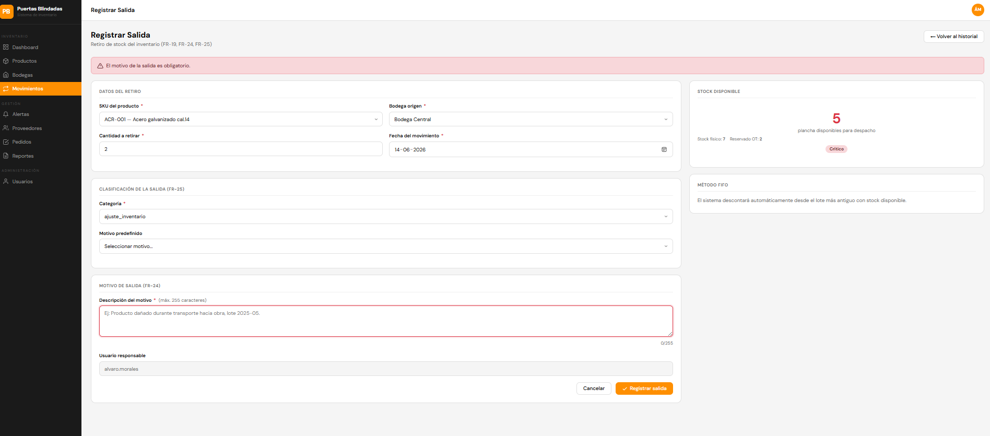 PB
Puertas Blindadas
Registrar Salida
ÁM
Dashboard
Productos
Bodegas
Movimientos
Alertas
Proveedores
Pedidos
Reportes
ADMINISTRACIÓN
Usuarios
Registrar Salida
Retiro de stock del inventario (FR-19, FR-24, FR-25)
← Volver al historial
El motivo de la salida es obligatorio.
DATOS DEL RETIRO
SKU del producto *
Bodega origen *
ACR-001 — Acero galvanizado cal.14
Bodega Central
Cantidad a retirar *
Fecha del movimiento *
2
14-06-2026
CLASIFICACIÓN DE LA SALIDA (FR-25)
Categoría *
ajuste_inventario
Motivo predefinido
Seleccionar motivo...
MOTIVO DE SALIDA (FR-24)
Descripción del motivo * (máx. 255 caracteres)
Ej: Producto dañado durante transporte hacia obra, lote 2025-05.
0/255
Usuario responsable
alvaro.morales
Cancelar
Registrar salida
STOCK DISPONIBLE
5
plancha disponibles para despacho.
Stock físico: 7 Reservado OT: 2
Crítico
MÉTODO FIFO
El sistema descontará automáticamente desde el lote más antiguo con stock disponible.